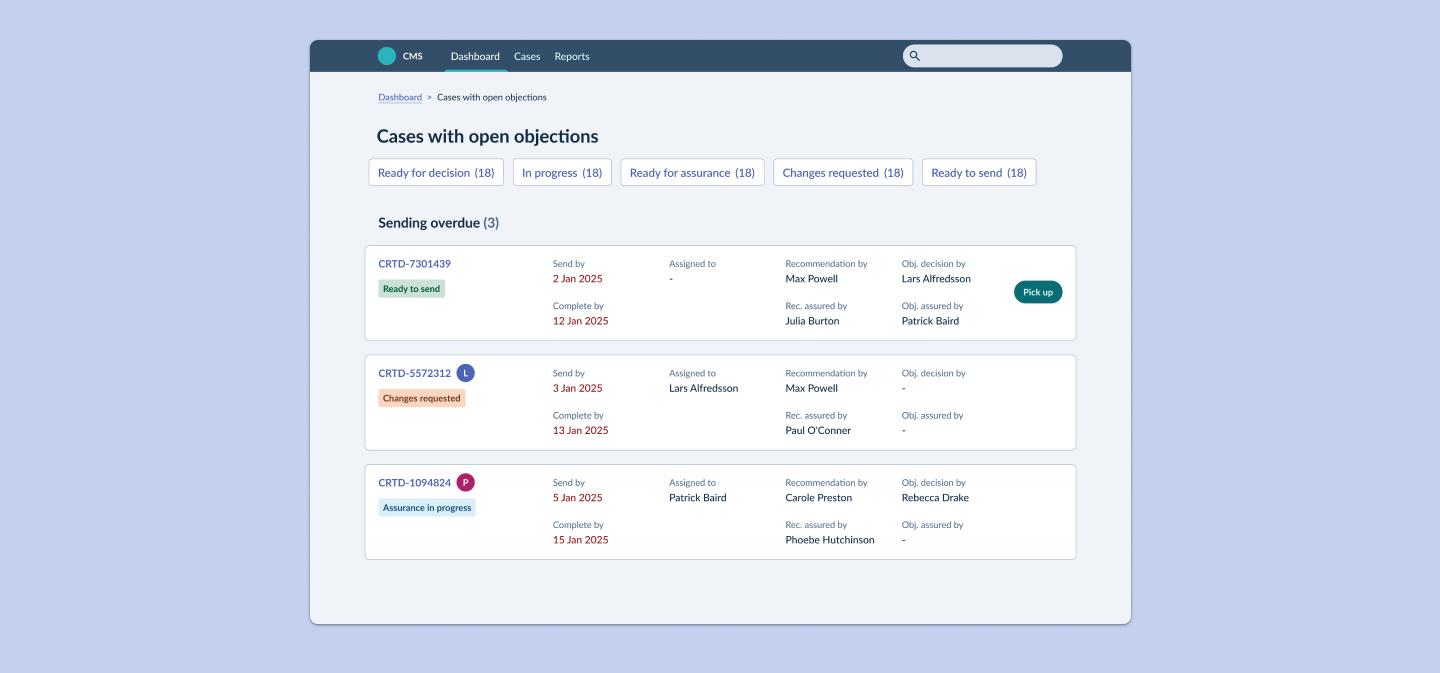 CMS Dashboard Cases Reports
Dashboard > Cases with open objections
Cases with open objections
Ready for decision (18) In progress (18) Ready for assurance (18) Changes requested (18) Ready to send (18)
Sending overdue (3)
CRTD-7301439 Send by Assigned to Recommendation by Obj. decision by
2 Jan 2025 - Max Powell Lars Alfredsson
Ready to send Pick up
Complete by Rec. assured by Obj. assured by
12 Jan 2025 Julia Burton Patrick Baird
CRTD-5572312 L Send by Assigned to Recommendation by Obj. decision by
3 Jan 2025 Lars Alfredsson Max Powell -
Changes requested
Complete by Rec. assured by Obj. assured by
13 Jan 2025 Paul O'Conner -
CRTD-1094824 P Send by Assigned to Recommendation by Obj. decision by
5 Jan 2025 Patrick Baird Carole Preston Rebecca Drake
Assurance in progress
Complete by Rec. assured by Obj. assured by
15 Jan 2025 Phoebe Hutchinson -